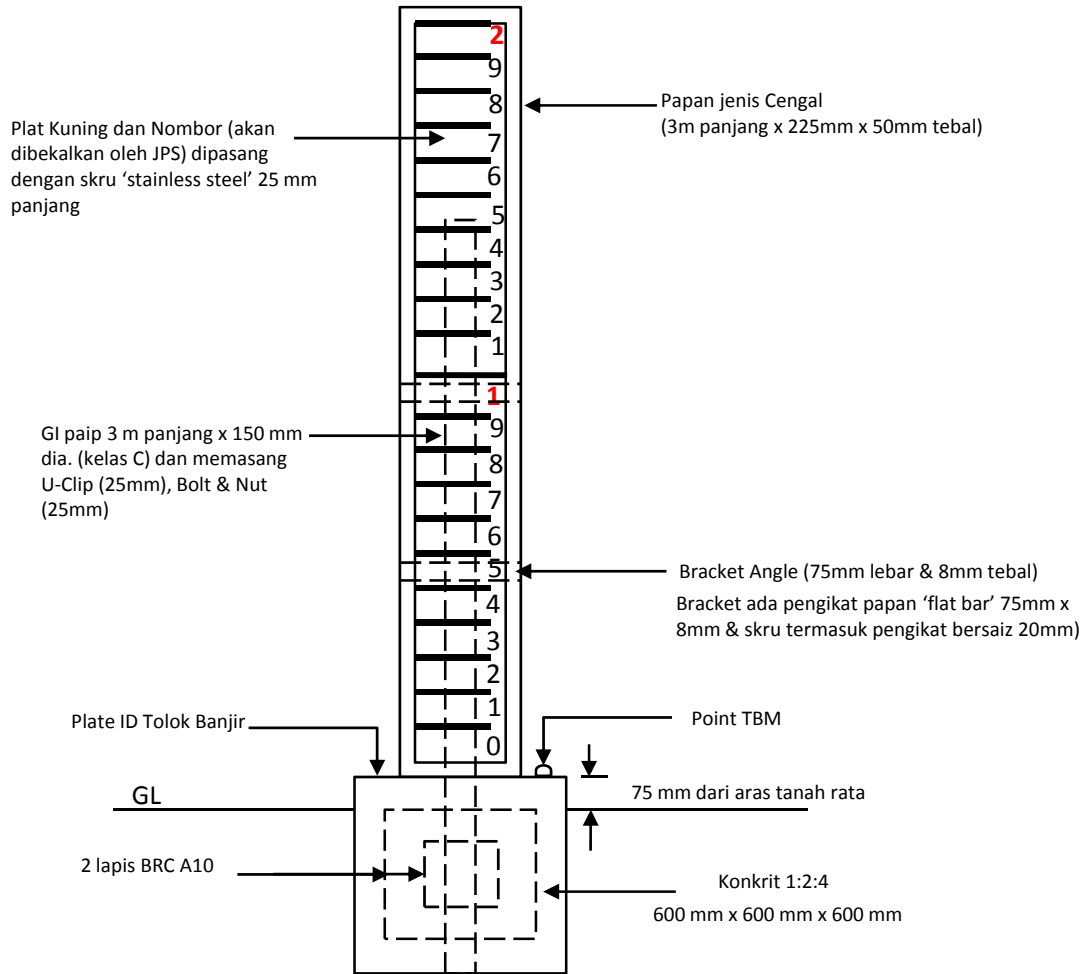 2
9
8
7
6
5
4
3
2
1
1
9
8
7
6
5
4
3
2
1
0
Papan jenis Cengal
(3m panjang x 225mm x 50mm tebal)
Plat Kuning dan Nombor (akan
dibekalkan oleh JPS) dipasang
dengan skru ‘stainless steel’ 25 mm
panjang
GI paip 3 m panjang x 150 mm
dia. (kelas C) dan memasang
U-Clip (25mm), Bolt & Nut
(25mm)
Bracket Angle (75mm lebar & 8mm tebal)
Bracket ada pengikat papan ‘flat bar’ 75mm x
8mm & skru termasuk pengikat bersaiz 20mm)
Plate ID Tolok Banjir
Point TBM
GL
75 mm dari aras tanah rata
2 lapis BRC A10
Konkrit 1:2:4
600 mm x 600 mm x 600 mm